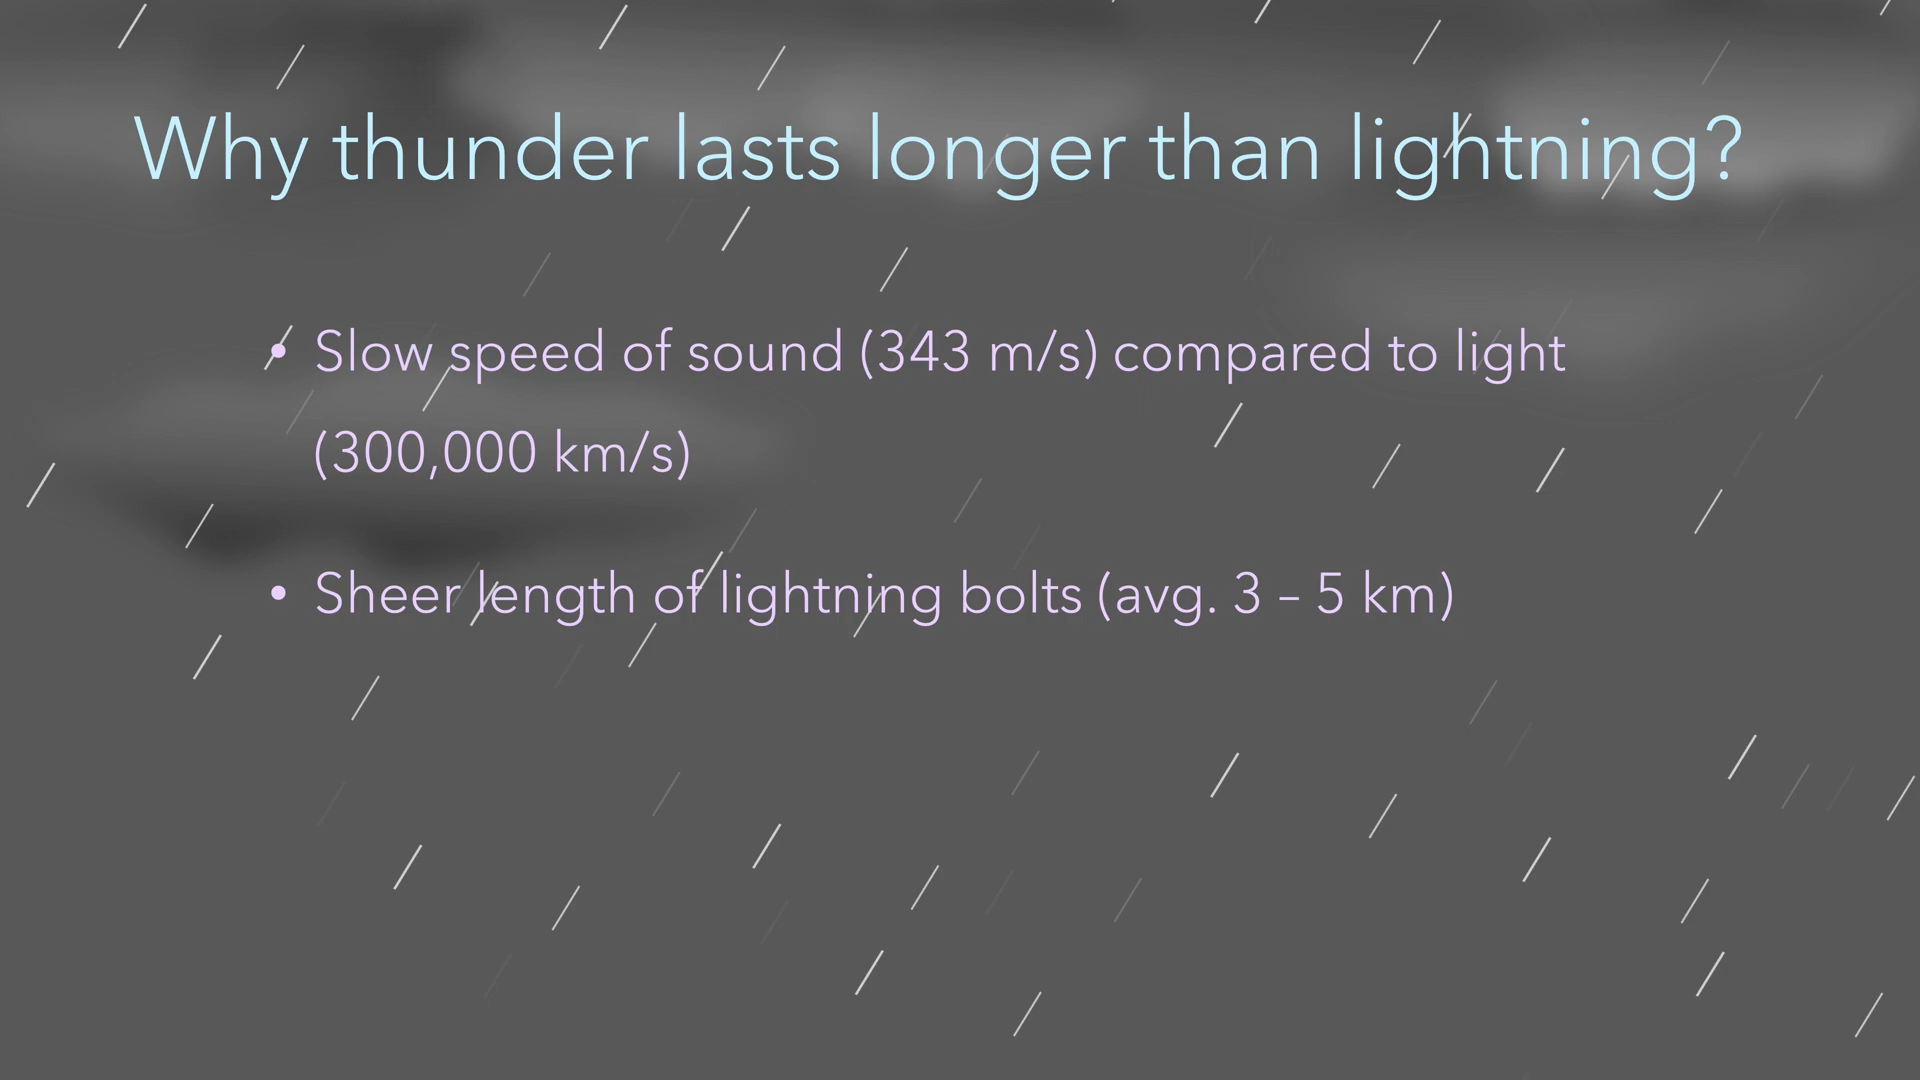 Why thunder lasts longer than lightning?
• Slow speed of sound (343 m/s) compared to light
(300,000 km/s)
• Sheer length of lightning bolts (avg. 3 – 5 km)